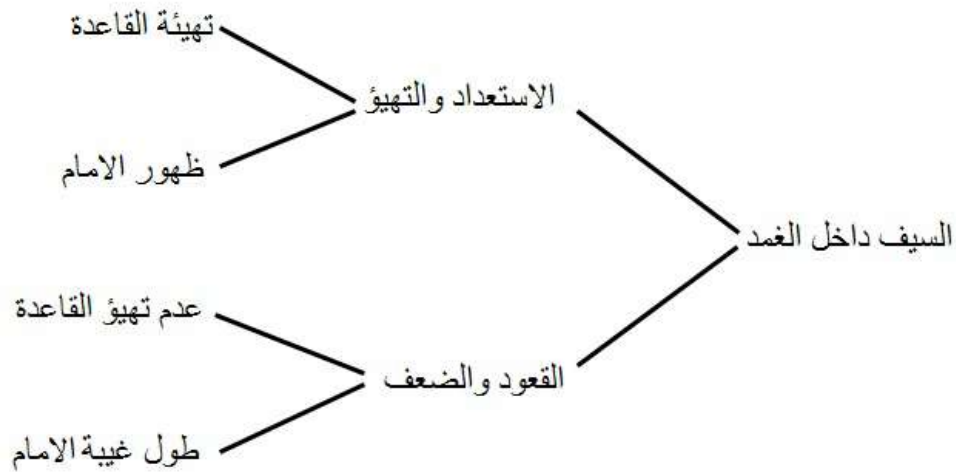 السيف داخل الغمد
الاستعداد والتهيؤ
تهيئة القاعدة
ظهور الامام
القعود والضعف
عدم تهيؤ القاعدة
طول غيبة الامام